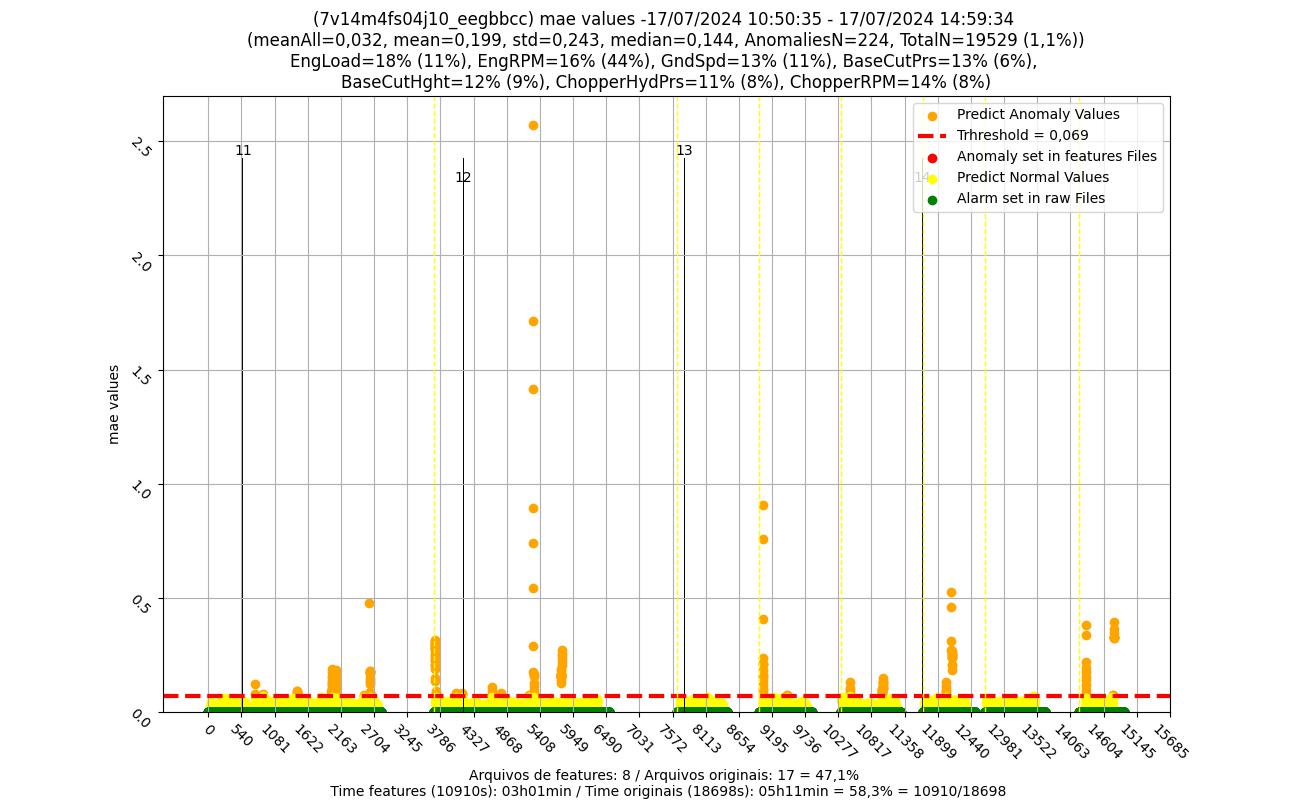 (7v14m4fs04j10_eegbbcc) mae values -17/07/2024 10:50:35 - 17/07/2024 14:59:34
(meanAll=0,032, mean=0,199, std=0,243, median=0,144, AnomaliesN=224, TotalN=19529 (1,1%))
EngLoad=18% (11%), EngRPM=16% (44%), GndSpd=13% (11%), BaseCutPrs=13% (6%),
BaseCutHght=12% (9%), ChopperHydPrs=11% (8%), ChopperRPM=14% (8%)
Predict Anomaly Values
Trhreshold = 0,069
Anomaly set in features Files
Predict Normal Values
Alarm set in raw Files
11
12
13
14
mae values
2.5
2.0
1.5
1.0
0.5
0.0
0 540 1081 1622 2163 2704 3245 3786 4327 4868 5408 5949 6490 7031 7572 8113 8654 9195 9736 10277 10817 11358 11899 12440 12981 13522 14063 14604 15145 15685
Arquivos de features: 8 / Arquivos originais: 17 = 47,1%
Time features (10910s): 03h01min / Time originais (18698s): 05h11min = 58,3% = 10910/18698